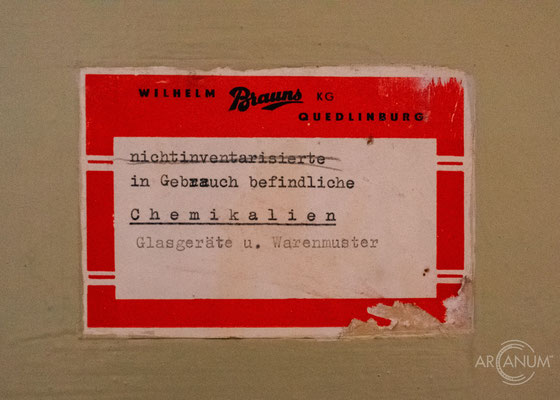 WILHELM Brauns KG
QUEDLINBURG
nichtinventarisierte
in Gebrauch befindliche
Chemikalien
Glasgeräte u. Warenmuster
ARCANUM